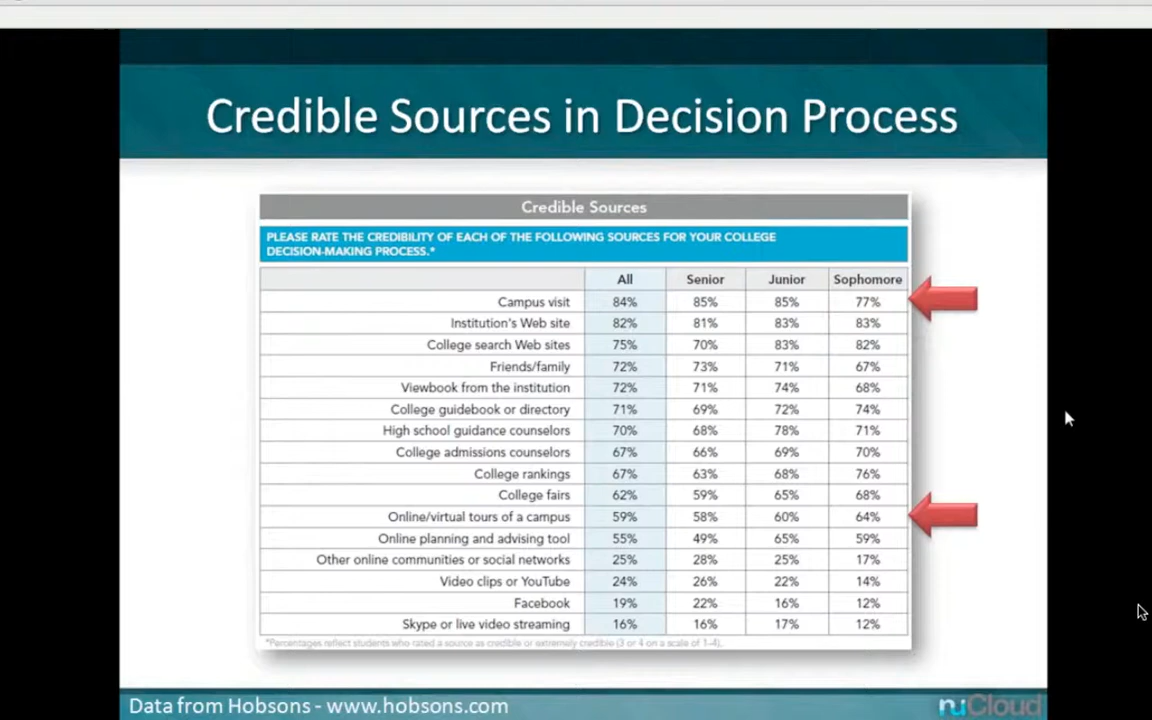 Credible Sources in Decision Process
Credible Sources
PLEASE RATE THE CREDIBILITY OF EACH OF THE FOLLOWING SOURCES FOR YOUR COLLEGE
DECISION-MAKING PROCESS.*
All Senior Junior Sophomore
Campus visit 84% 85% 85% 77%
Institution's Web site 82% 81% 83% 83%
College search Web sites 75% 70% 83% 82%
Friends/family 72% 73% 71% 67%
Viewbook from the institution 72% 71% 74% 68%
College guidebook or directory 71% 69% 72% 74%
High school guidance counselors 70% 68% 78% 71%
College admissions counselors 67% 66% 69% 70%
College rankings 67% 63% 68% 76%
College fairs 62% 59% 65% 68%
Online/virtual tours of a campus 59% 58% 60% 64%
Online planning and advising tool 55% 49% 65% 59%
Other online communities or social networks 25% 28% 25% 17%
Video clips or YouTube 24% 26% 22% 14%
Facebook 19% 22% 16% 12%
Skype or live video streaming 16% 16% 17% 12%
*Percentages reflect students who rated a source as credible or extremely credible (3 or 4 on a scale of 1-4).
Data from Hobsons - www.hobsons.com
nuCloud